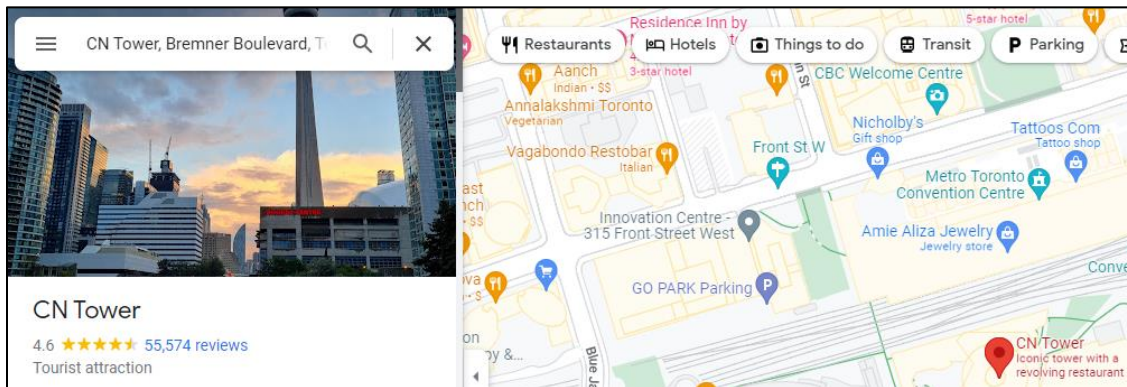 CN Tower, Bremner Boulevard, T
CN Tower
4.6
55,574 reviews
Tourist attraction
Restaurants
Hotels
Things to do
Transit
Parking
Residence Inn by
3-star hotel
5-star hotel
Aanch
Indian · $$
Annalakshmi Toronto
Vegetarian
Vagabondo Restobar
Italian
CBC Welcome Centre
Nicholby's
Gift shop
Tattoos Com
Tattoo shop
Front St W
Metro Toronto
Convention Centre
Innovation Centre -
315 Front Street West
Amie Aliza Jewelry
Jewelry store
GO PARK Parking
Conve
Blue Ja
CN Tower
Iconic tower with a
revolving restaurant